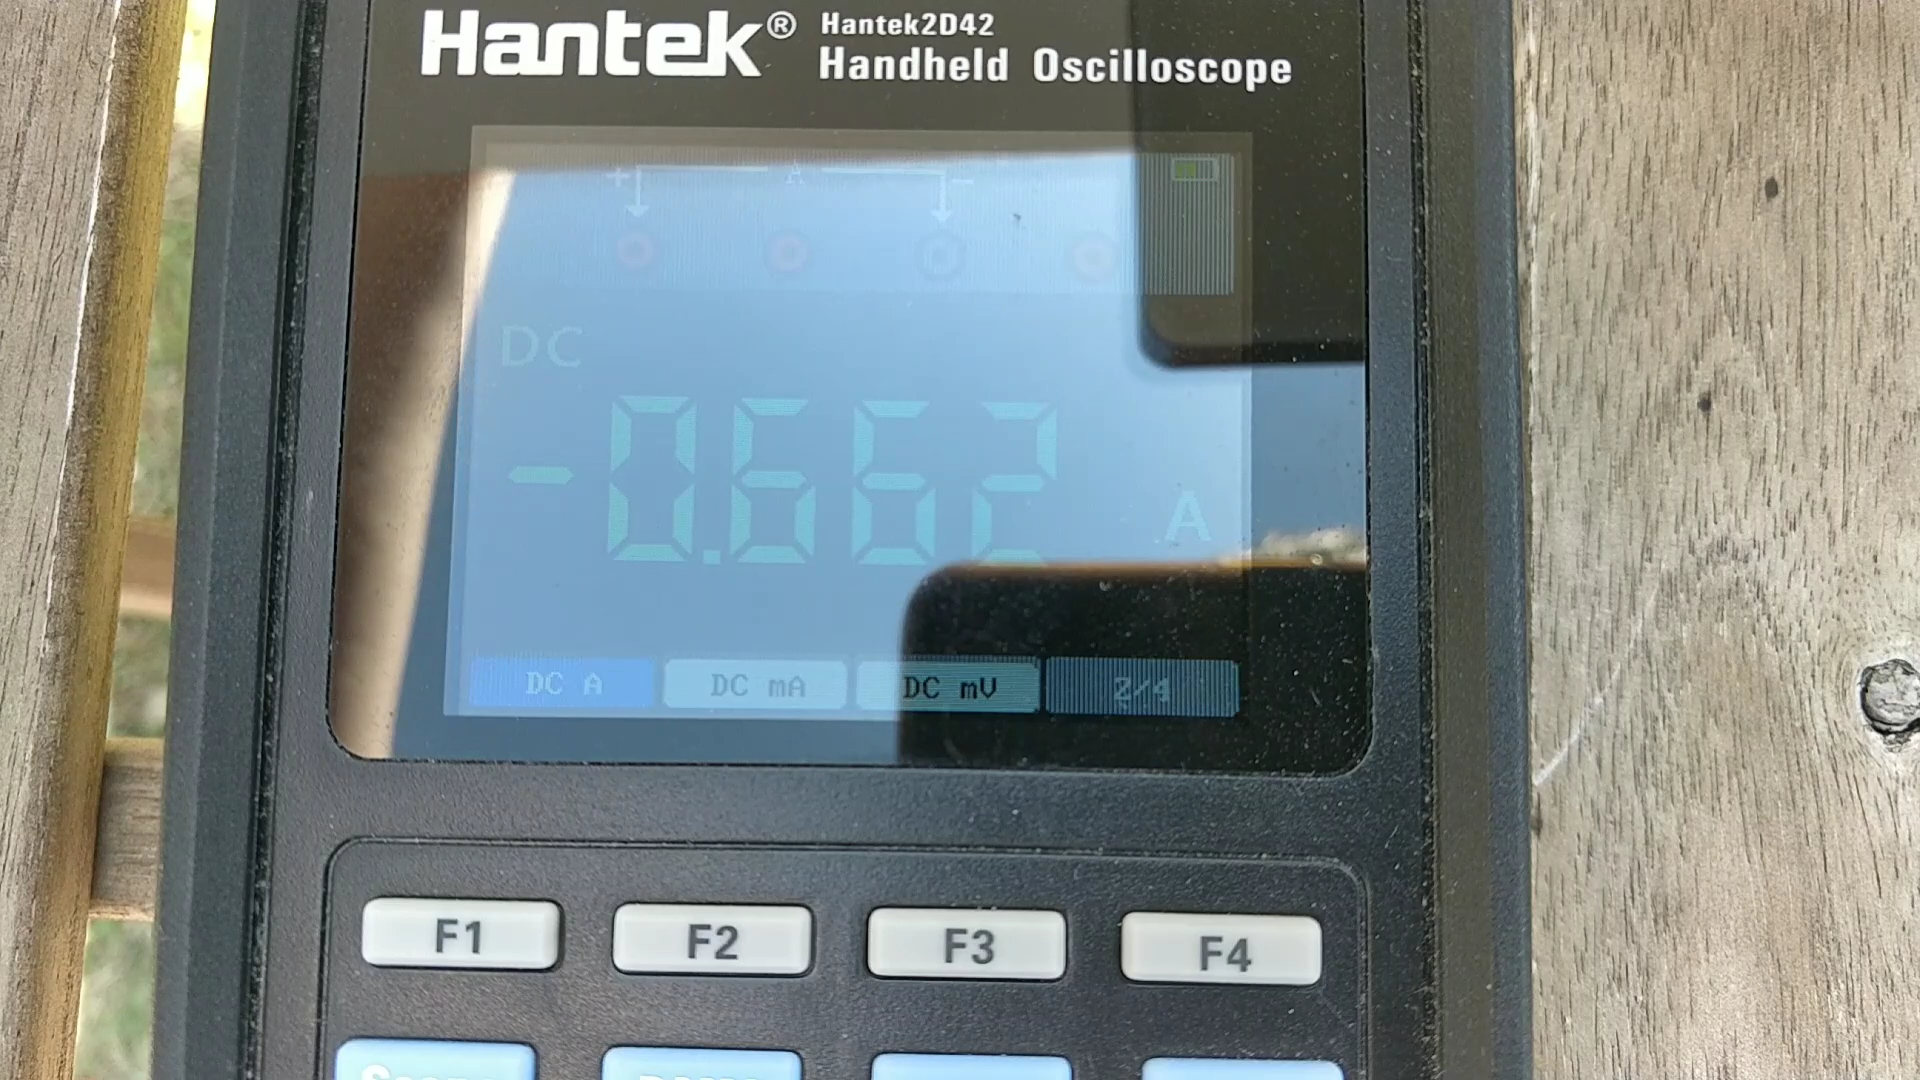 Hantek® Hantek2D42
Handheld Oscilloscope
+ A −
DC
-0.662 A
DC A DC mA DC mV 2/4
F1 F2 F3 F4